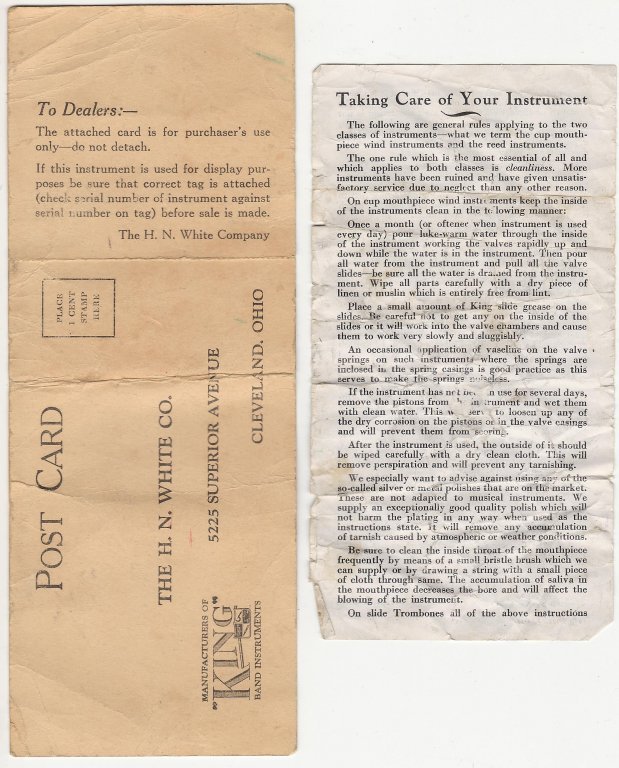 To Dealers:—
The attached card is for purchaser's use
only—do not detach.
If this instrument is used for display pur-
poses be sure that correct tag is attached
(check serial number of instrument against
serial number on tag) before sale is made.
The H. N. White Company
PLACE
1 CENT
STAMP
HERE
POST CARD
THE H. N. WHITE CO.
5225 SUPERIOR AVENUE
CLEVELAND, OHIO
MANUFACTURERS OF
"KING"
BAND INSTRUMENTS
Taking Care of Your Instrument
The following are general rules applying to the two
classes of instruments—what we term the cup mouth-
piece wind instruments and the reed instruments.
The one rule which is the most essential of all and
which applies to both classes is cleanliness. More
instruments have been ruined and have given unsatis-
factory service due to neglect than any other reason.
On cup mouthpiece wind instruments keep the inside
of the instruments clean in the following manner:
Once a month (or oftener when instrument is used
every day) pour luke-warm water through the inside
of the instrument working the valves rapidly up and
down while the water is in the instrument. Then pour
all water from the instrument and pull all the valve
slides—be sure all the water is drained from the instru-
ment. Wipe all parts carefully with a dry piece of
linen or muslin which is entirely free from lint.
Place a small amount of King slide grease on the
slides. Be careful not to get any on the inside of the
slides or it will work into the valve chambers and cause
them to work very slowly and sluggishly.
An occasional application of vaseline on the valve
springs on such instruments where the springs are
inclosed in the spring casings is good practice as this
serves to make the springs noiseless.
If the instrument has not been in use for several days,
remove the pistons from instrument and wet them
with clean water. This serves to loosen up any of
the dry corrosion on the pistons or in the valve casings
and will prevent them from scoring.
After the instrument is used, the outside of it should
be wiped carefully with a dry clean cloth. This will
remove perspiration and will prevent any tarnishing.
We especially want to advise against using any of the
so-called silver or metal polishes that are on the market.
These are not adapted to musical instruments. We
supply an exceptionally good quality polish which will
not harm the plating in any way when used as the
instructions state. It will remove any accumulation
of tarnish caused by atmospheric or weather conditions.
Be sure to clean the inside throat of the mouthpiece
frequently by means of a small bristle brush which we
can supply or by drawing a string with a small piece
of cloth through same. The accumulation of saliva in
the mouthpiece decreases the bore and will affect the
blowing of the instrument.
On slide Trombones all of the above instructions